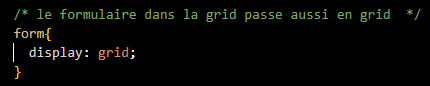 /* le formulaire dans la grid passe aussi en grid  */
form{
  display: grid;
}